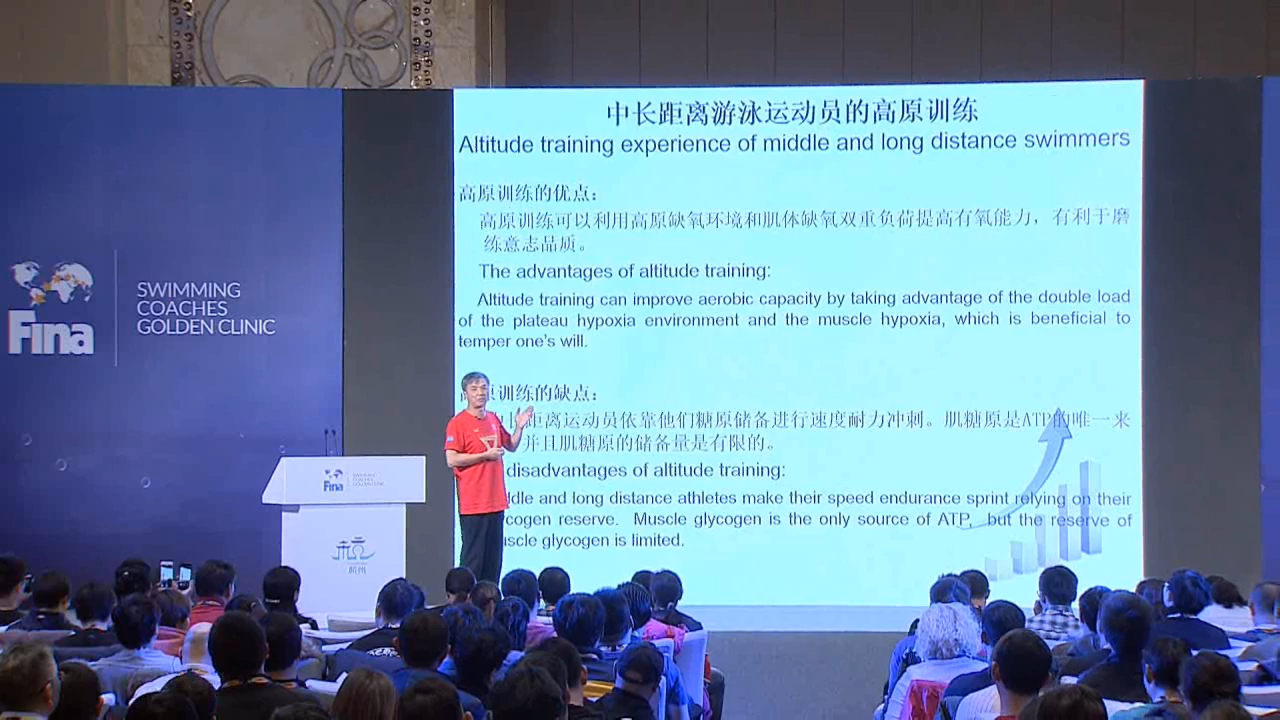 中长距离游泳运动员的高原训练
Altitude training experience of middle and long distance swimmers
高原训练的优点:
高原训练可以利用高原缺氧环境和肌体缺氧双重负荷提高有氧能力，有利于磨
练意志品质。
The advantages of altitude training:
Altitude training can improve aerobic capacity by taking advantage of the double load
of the plateau hypoxia environment and the muscle hypoxia, which is beneficial to
temper one's will.
原训练的缺点:
距离运动员依靠他们糖原储备进行速度耐力冲刺。肌糖原是ATP的唯一来
并且肌糖原的储备量是有限的。
disadvantages of altitude training:
and long distance athletes make their speed endurance sprint relying on their
reserve. Muscle glycogen is the only source of ATP, but the reserve of
glycogen is limited.
Fina
SWIMMING
COACHES
GOLDEN CLINIC
Fina
SWIMMING
COACHES
GOLDEN CLINIC
杭州